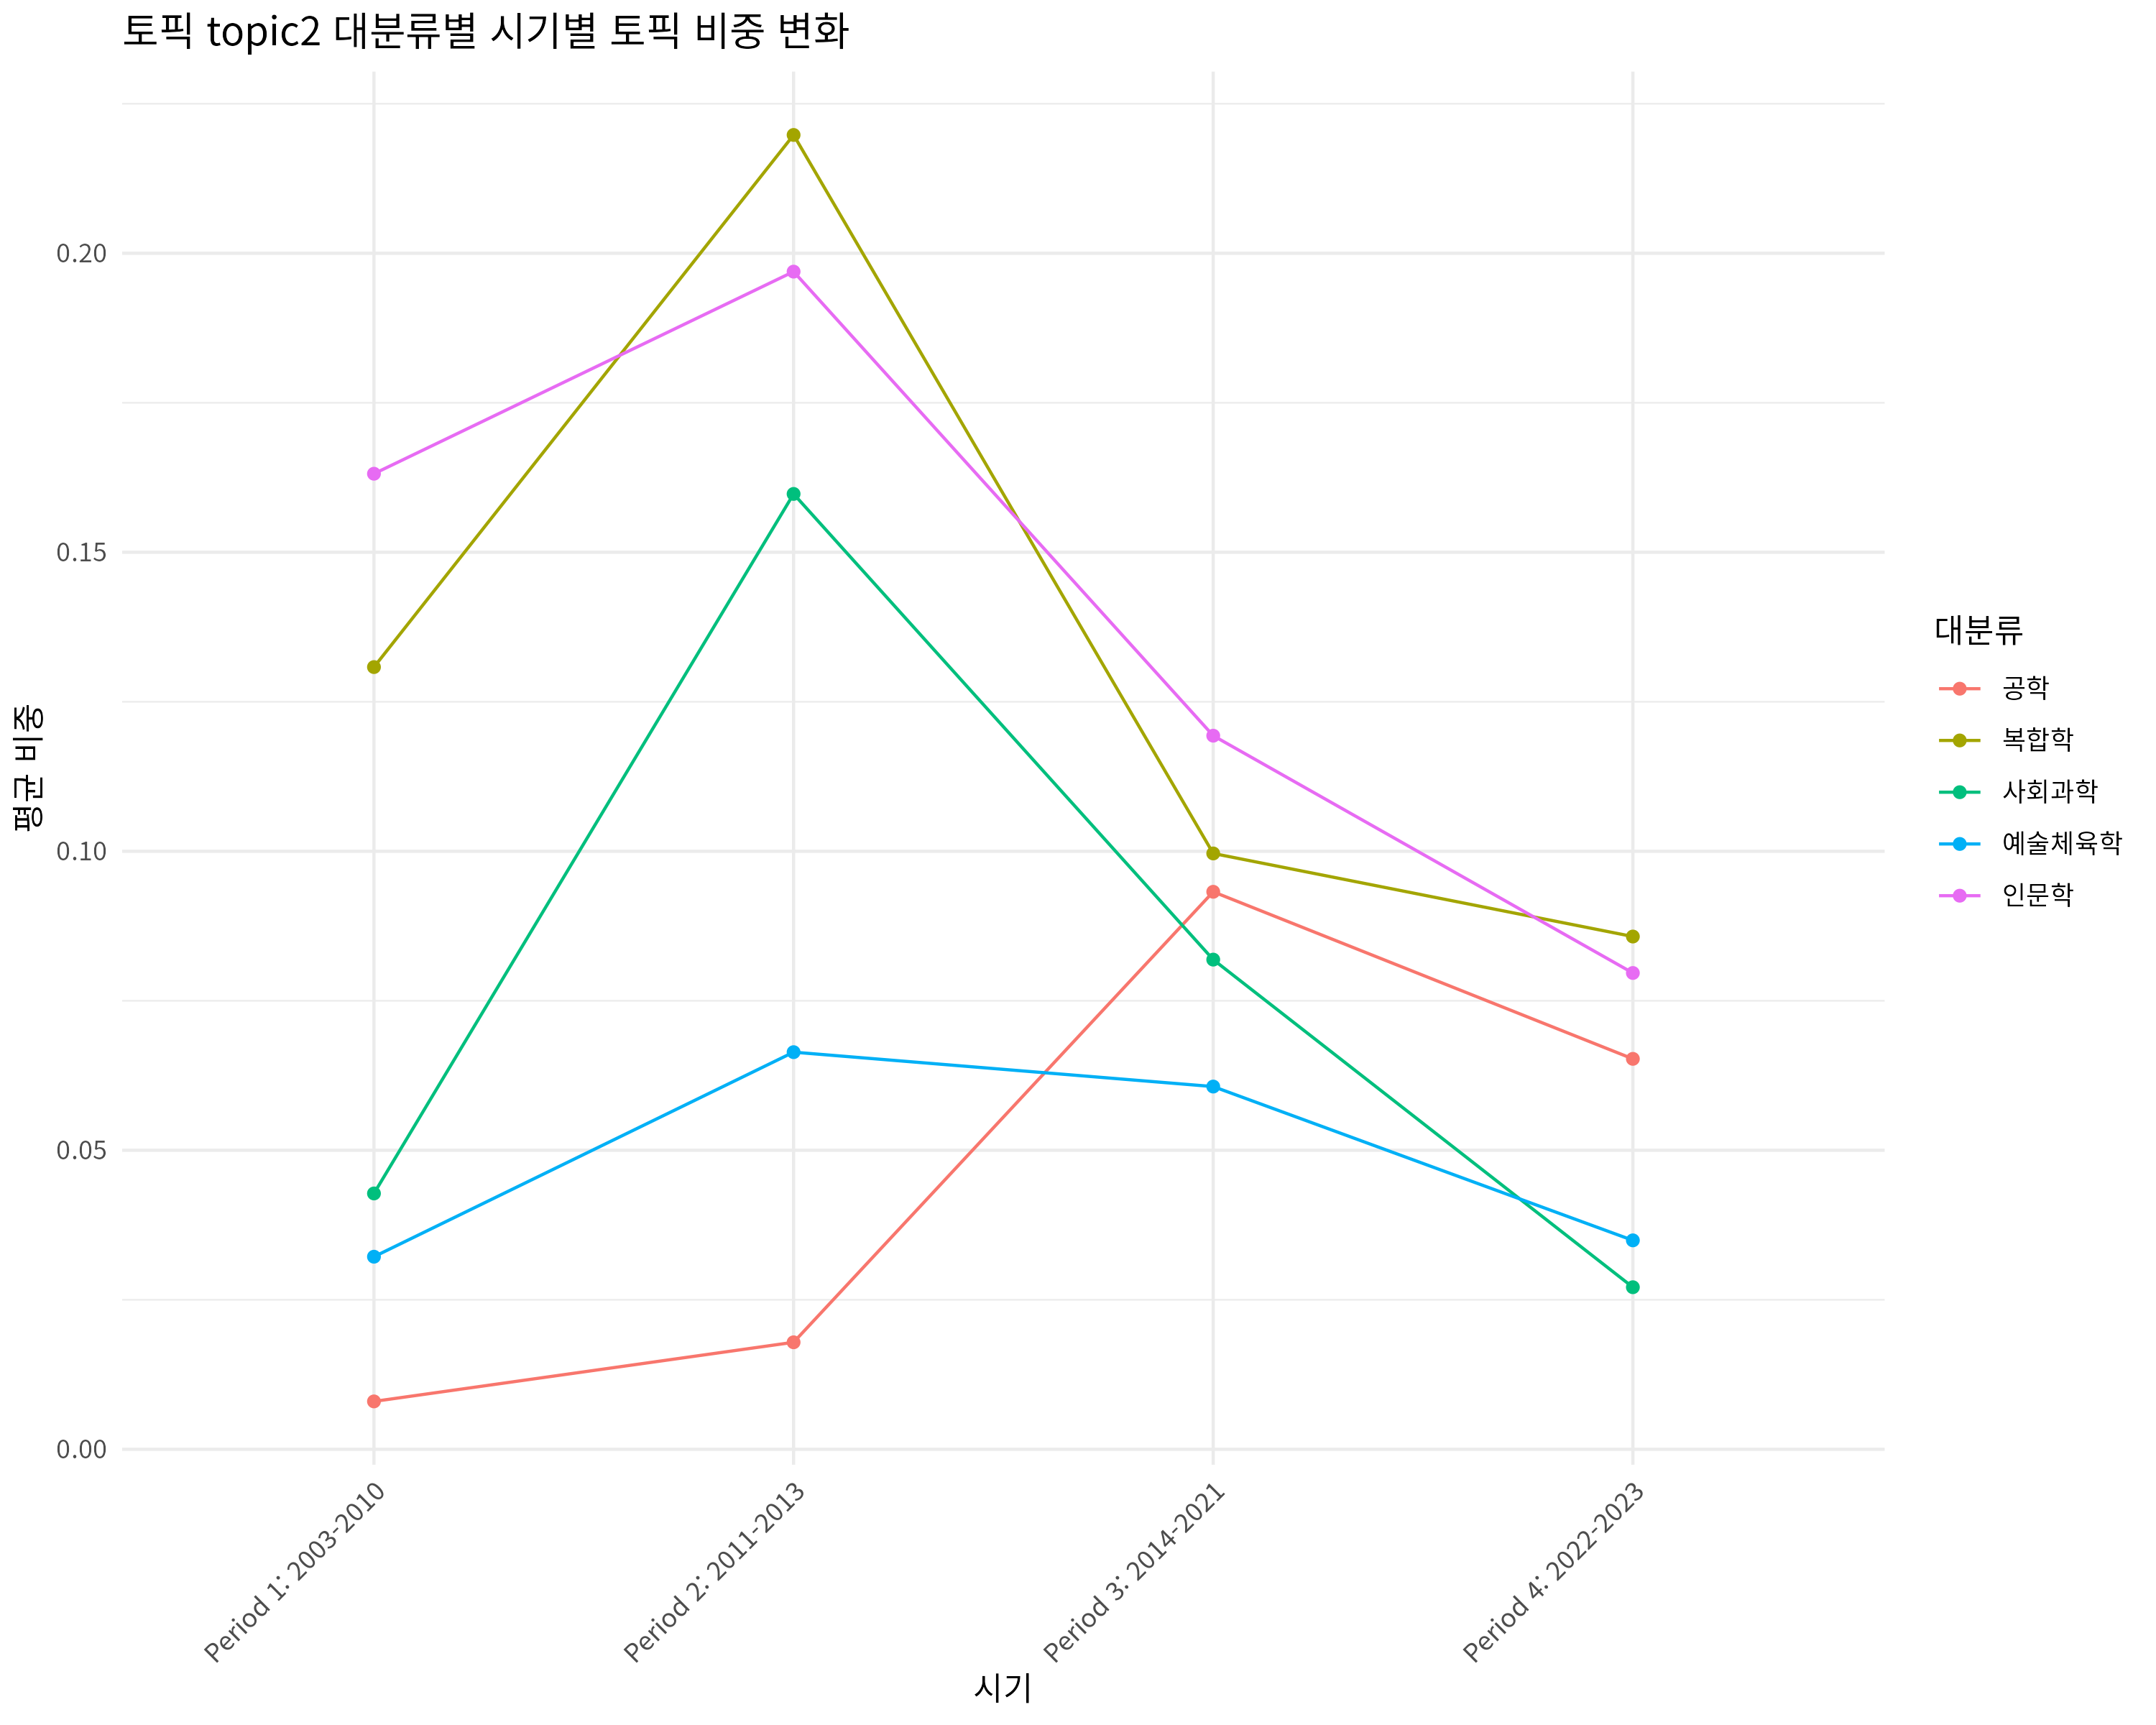 토픽 topic2 대분류별 시기별 토픽 비중 변화
평균 비중
0.20
0.15
0.10
0.05
0.00
Period 1: 2003-2010
Period 2: 2011-2013
Period 3: 2014-2021
Period 4: 2022-2023
시기
대분류
공학
복합학
사회과학
예술체육학
인문학